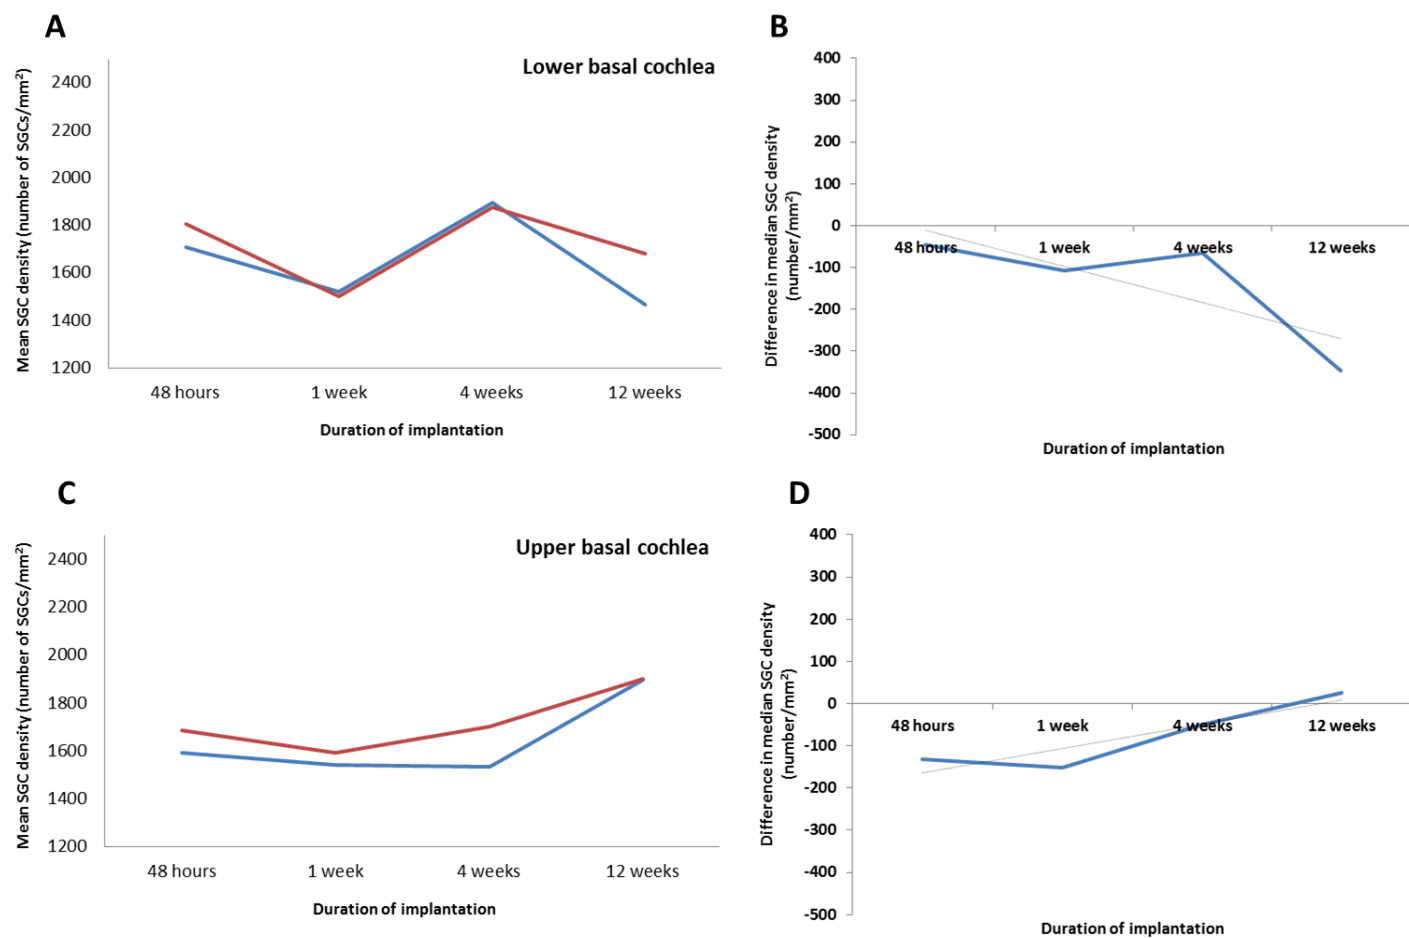 A
Lower basal cochlea
Mean SGC density (number of SGCs/mm²)
2400
2200
2000
1800
1600
1400
1200
48 hours 1 week 4 weeks 12 weeks
Duration of implantation
B
Difference in median SGC density
(number/mm²)
400
300
200
100
0
-100
-200
-300
-400
-500
48 hours 1 week 4 weeks 12 weeks
Duration of implantation
C
Upper basal cochlea
Mean SGC density (number of SGCs/mm²)
2400
2200
2000
1800
1600
1400
1200
48 hours 1 week 4 weeks 12 weeks
Duration of implantation
D
Difference in median SGC density
(number/mm²)
400
300
200
100
0
-100
-200
-300
-400
-500
48 hours 1 week 4 weeks 12 weeks
Duration of implantation